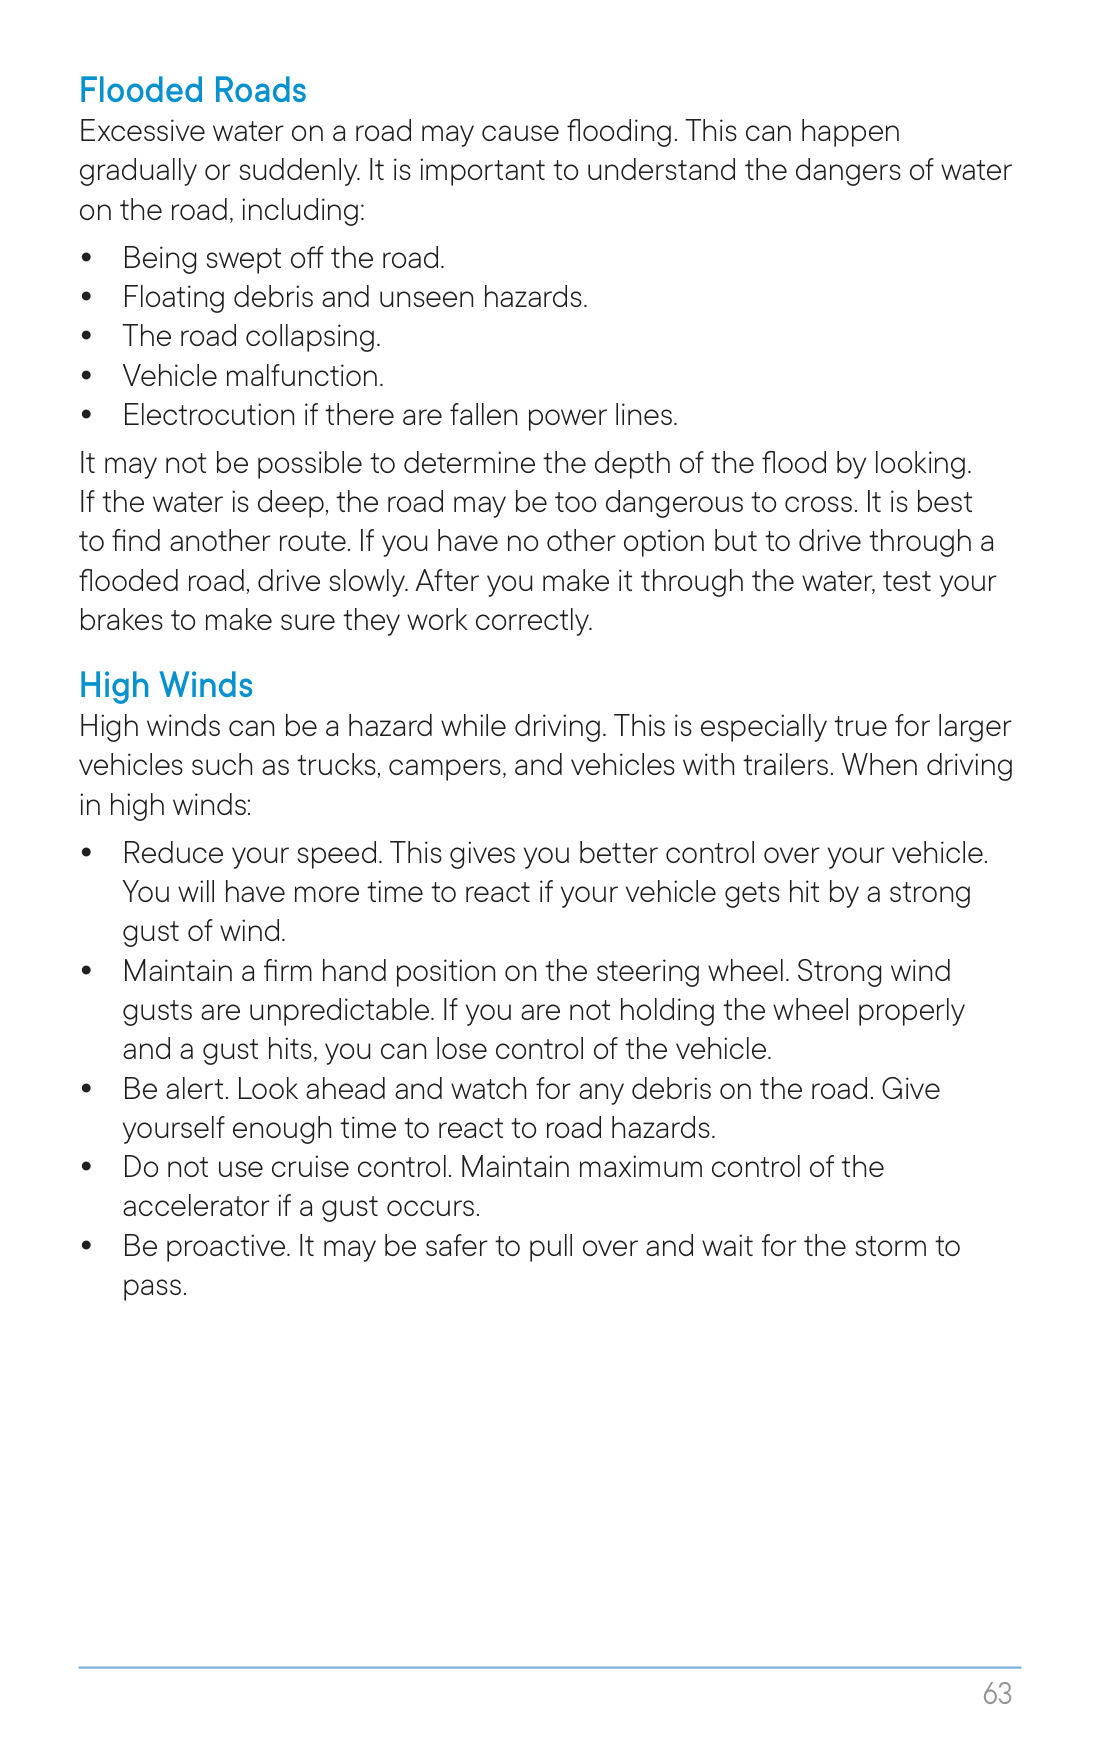 Flooded Roads
Excessive water on a road may cause flooding. This can happen
gradually or suddenly. It is important to understand the dangers of water
on the road, including:
• Being swept off the road.
• Floating debris and unseen hazards.
• The road collapsing.
• Vehicle malfunction.
• Electrocution if there are fallen power lines.
It may not be possible to determine the depth of the flood by looking.
If the water is deep, the road may be too dangerous to cross. It is best
to find another route. If you have no other option but to drive through a
flooded road, drive slowly. After you make it through the water, test your
brakes to make sure they work correctly.
High Winds
High winds can be a hazard while driving. This is especially true for larger
vehicles such as trucks, campers, and vehicles with trailers. When driving
in high winds:
• Reduce your speed. This gives you better control over your vehicle.
You will have more time to react if your vehicle gets hit by a strong
gust of wind.
• Maintain a firm hand position on the steering wheel. Strong wind
gusts are unpredictable. If you are not holding the wheel properly
and a gust hits, you can lose control of the vehicle.
• Be alert. Look ahead and watch for any debris on the road. Give
yourself enough time to react to road hazards.
• Do not use cruise control. Maintain maximum control of the
accelerator if a gust occurs.
• Be proactive. It may be safer to pull over and wait for the storm to
pass.
63